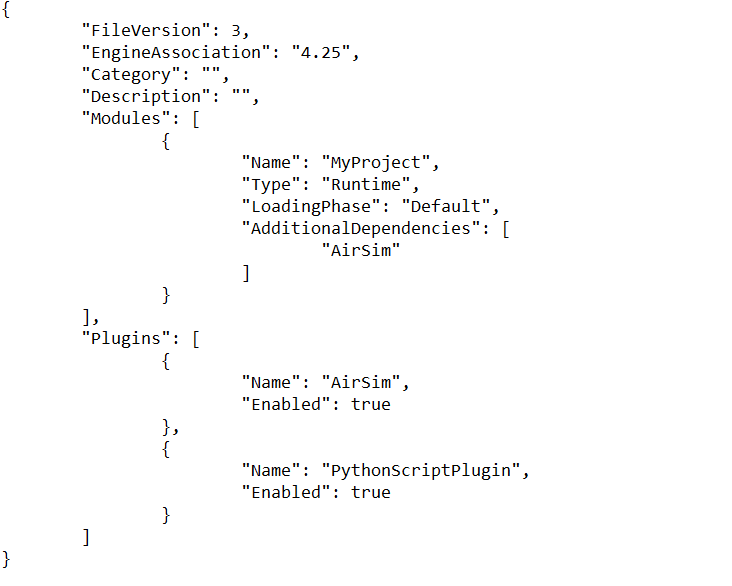 {
	"FileVersion": 3,
	"EngineAssociation": "4.25",
	"Category": "",
	"Description": "",
	"Modules": [
		{
			"Name": "MyProject",
			"Type": "Runtime",
			"LoadingPhase": "Default",
			"AdditionalDependencies": [
				"AirSim"
			]
		}
	],
	"Plugins": [
		{
			"Name": "AirSim",
			"Enabled": true
		},
		{
			"Name": "PythonScriptPlugin",
			"Enabled": true
		}
	]
}